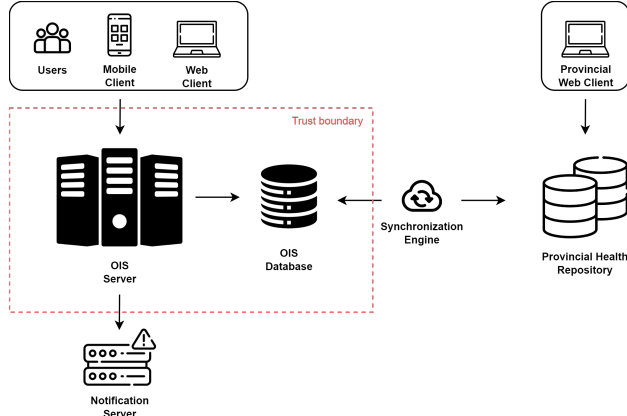 Users
Mobile
Client
Web
Client
Provincial
Web Client
Trust boundary
OIS
Server
OIS
Database
Synchronization
Engine
Provincial Health
Repository
Notification
Server